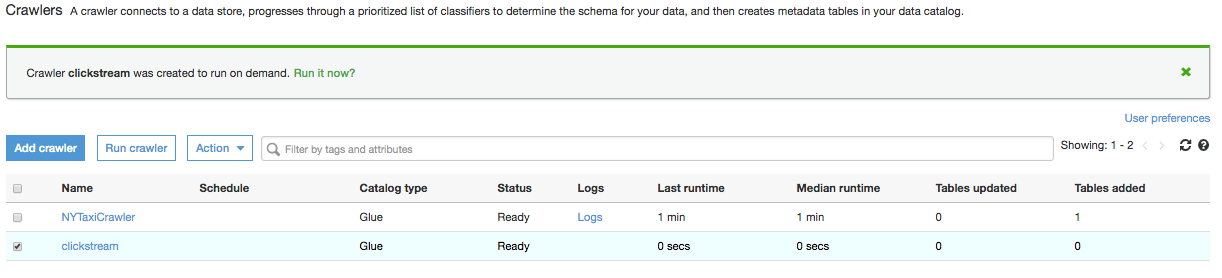 Crawlers A crawler connects to a data store, progresses through a prioritized list of classifiers to determine the schema for your data, and then creates metadata tables in your data catalog.
Crawler clickstream was created to run on demand. Run it now?
User preferences
Add crawler Run crawler Action Filter by tags and attributes Showing: 1 - 2
Name Schedule Catalog type Status Logs Last runtime Median runtime Tables updated Tables added
NYTaxiCrawler Glue Ready Logs 1 min 1 min 0 1
clickstream Glue Ready 0 secs 0 secs 0 0